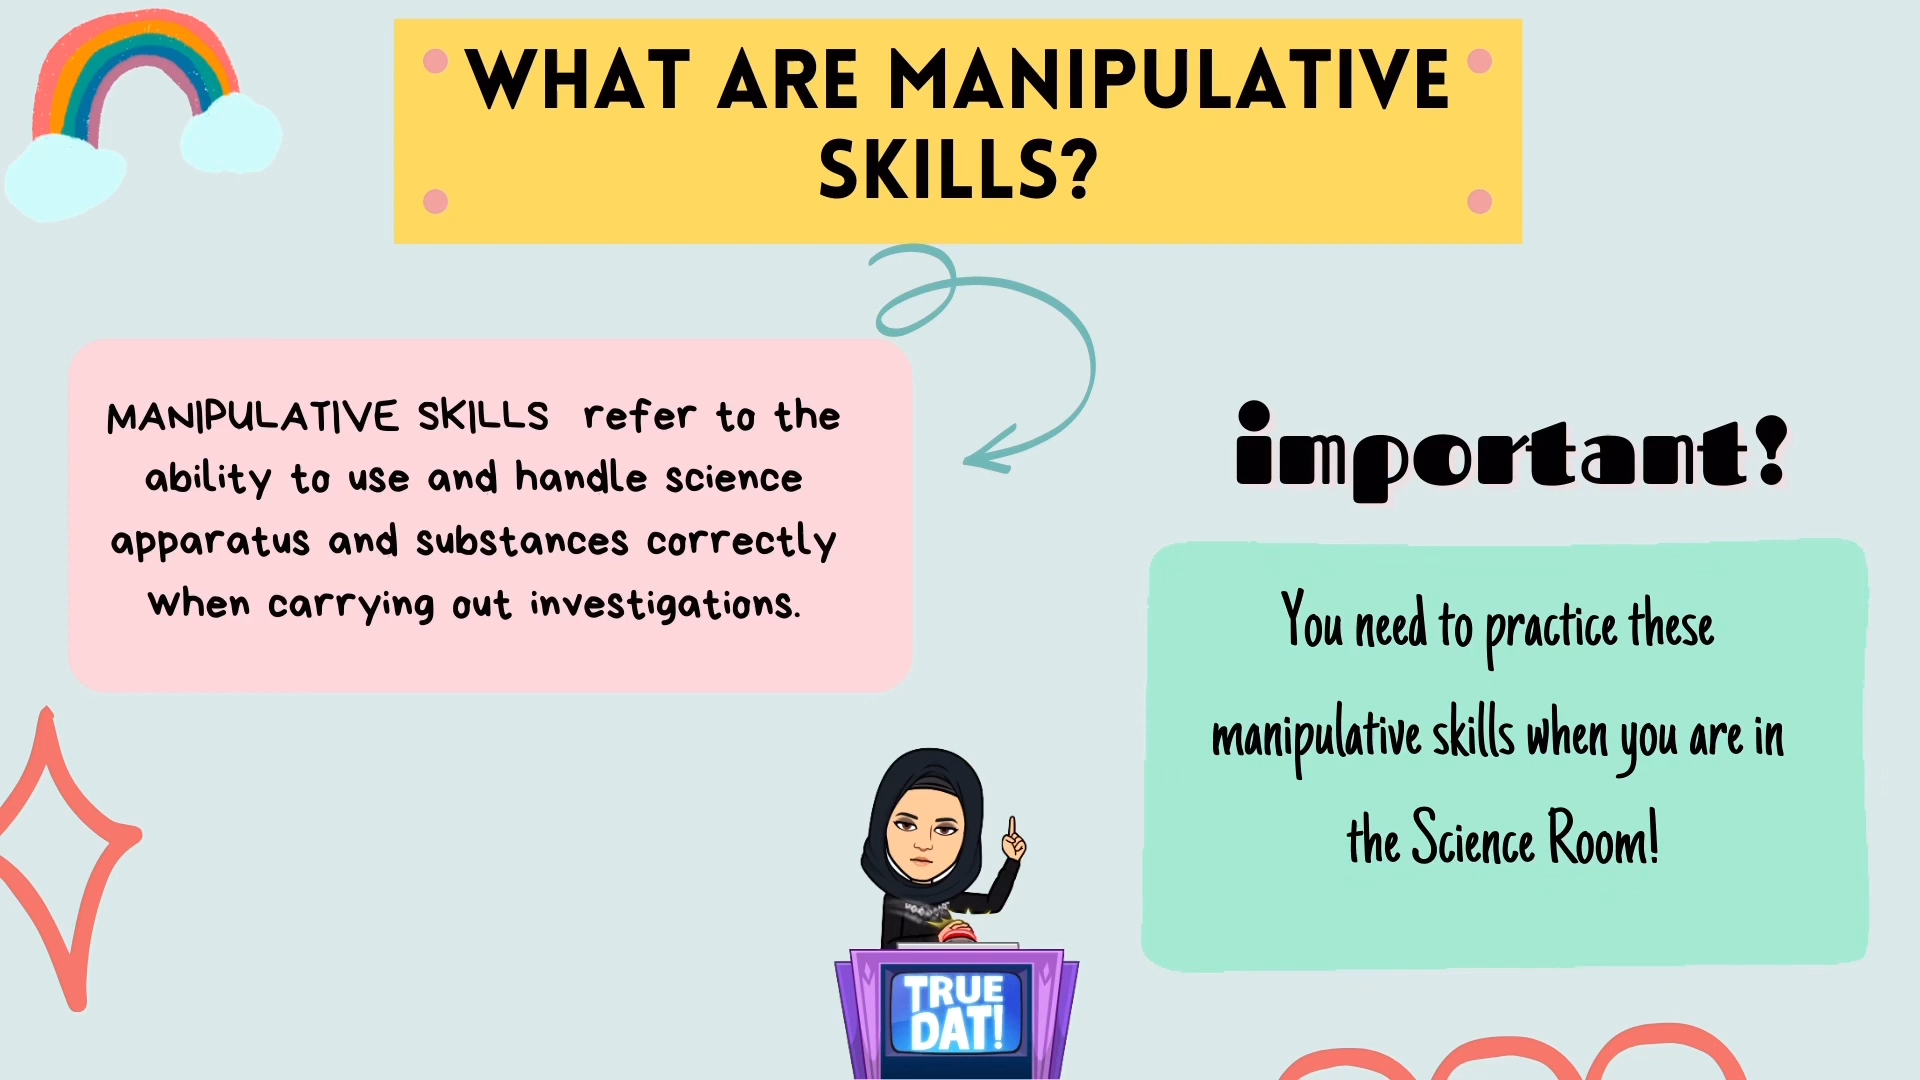 WHAT ARE MANIPULATIVE
SKILLS?
MANIPULATIVE SKILLS refer to the
ability to use and handle science
apparatus and substances correctly
when carrying out investigations.
important!
You need to practice these
manipulative skills when you are in
the Science Room!
TRUE
DAT!